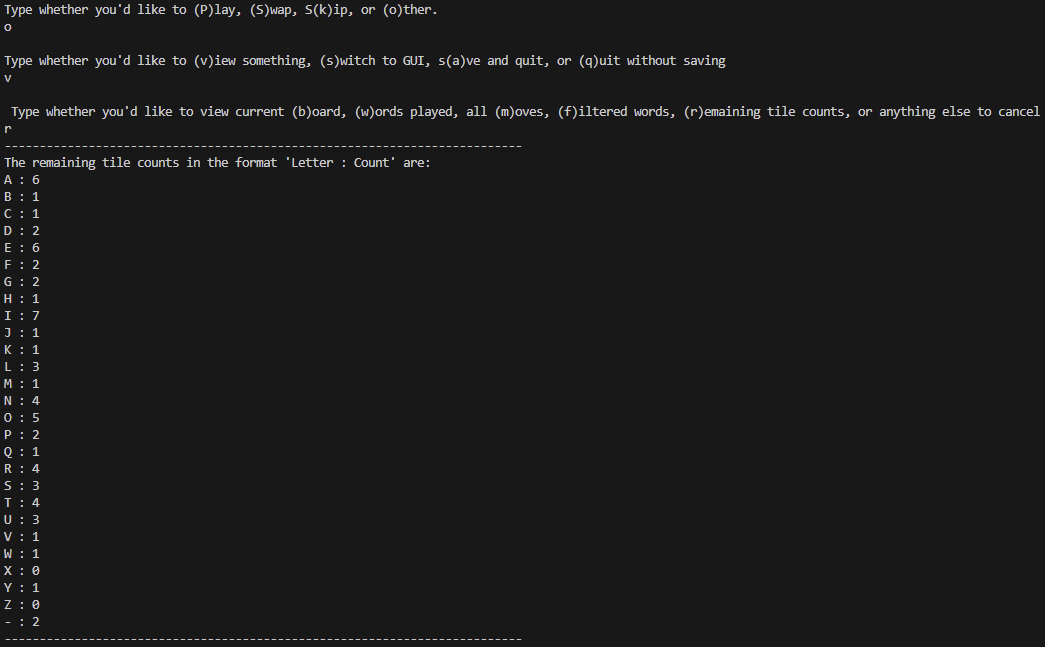 Type whether you'd like to (P)lay, (S)wap, S(k)ip, or (o)ther.
o
Type whether you'd like to (v)iew something, (s)witch to GUI, s(a)ve and quit, or (q)uit without saving
v
Type whether you'd like to view current (b)oard, (w)ords played, all (m)oves, (f)iltered words, (r)emaining tile counts, or anything else to cancel
r
--------------------------------------------------------------------------
The remaining tile counts in the format 'Letter : Count' are:
A : 6
B : 1
C : 1
D : 2
E : 6
F : 2
G : 2
H : 1
I : 7
J : 1
K : 1
L : 3
M : 1
N : 4
O : 5
P : 2
Q : 1
R : 4
S : 3
T : 4
U : 3
V : 1
W : 1
X : 0
Y : 1
Z : 0
- : 2
--------------------------------------------------------------------------